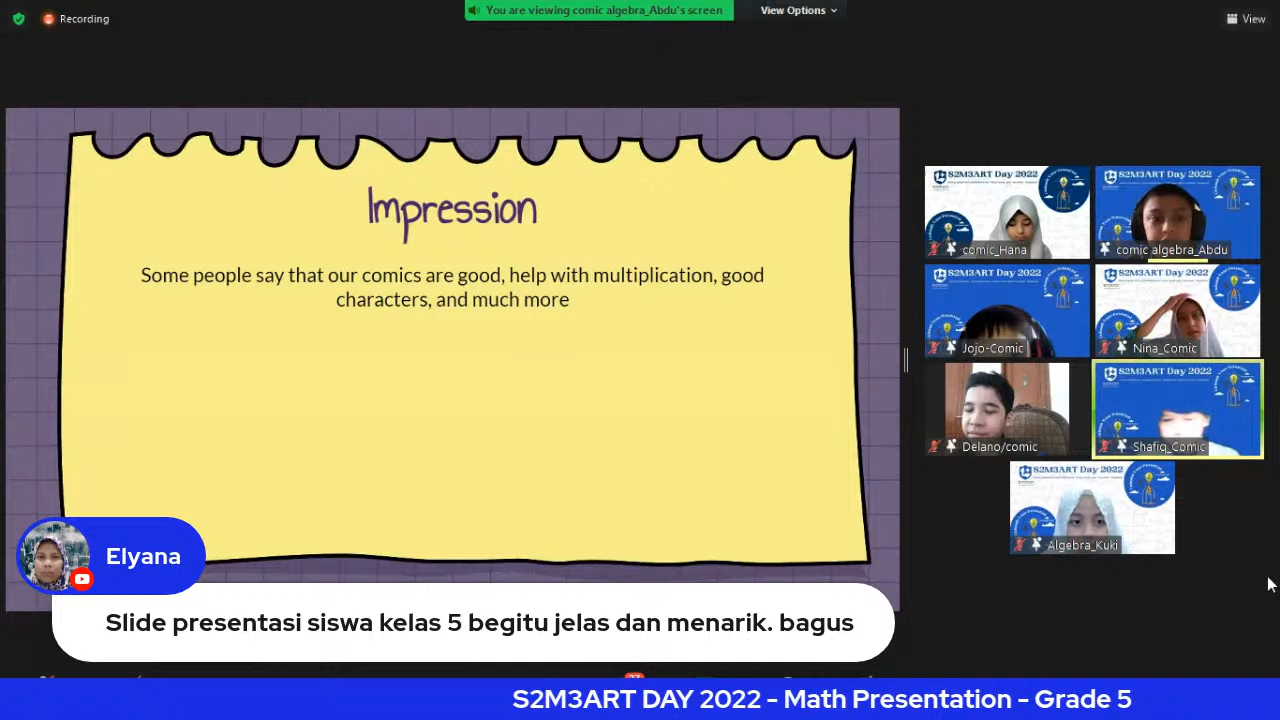 Recording
You are viewing comic algebra_Abdu's screen
View Options
View
Impression
Some people say that our comics are good, help with multiplication, good
characters, and much more
S2M3ART Day 2022
comic_Hana
S2M3ART Day 2022
comic algebra_Abdu
S2M3ART Day 2022
Jojo-Comic
S2M3ART Day 2022
Nina_Comic
Delano/comic
S2M3ART Day 2022
Shafiq_Comic
S2M3ART Day 2022
Algebra_Kuki
Elyana
Slide presentasi siswa kelas 5 begitu jelas dan menarik. bagus
S2M3ART DAY 2022 - Math Presentation - Grade 5